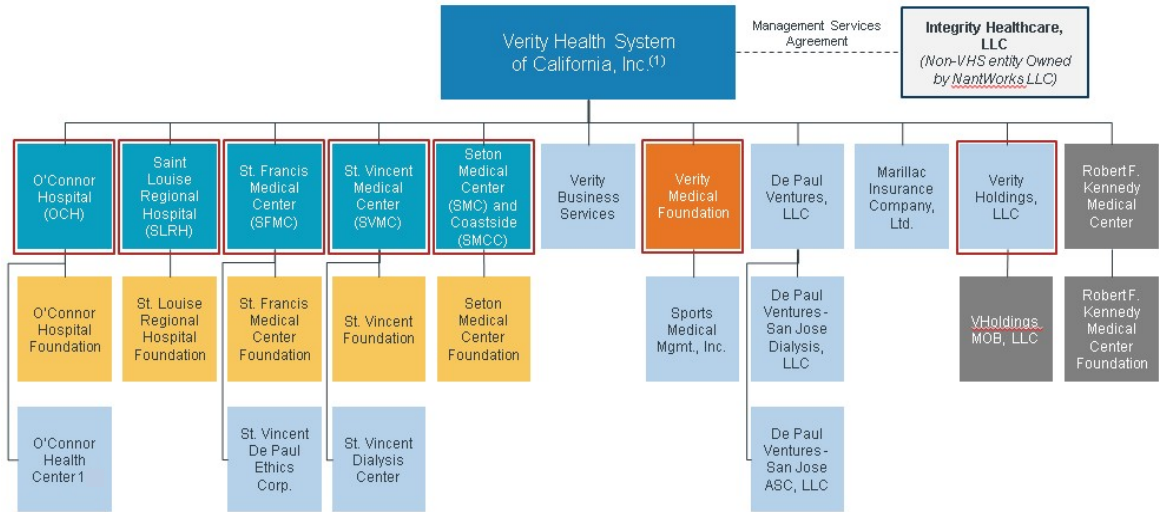 Verity Health System
of California, Inc.(1)
Management Services
Agreement
Integrity Healthcare,
LLC
(Non-VHS entity Owned
by NantWorks LLC)
O'Connor
Hospital
(OCH)
Saint
Louise
Regional
Hospital
(SLRH)
St. Francis
Medical
Center
(SFMC)
St. Vincent
Medical
Center
(SVMC)
Seton
Medical
Center
(SMC) and
Coastside
(SMCC)
Verity
Business
Services
Verity
Medical
Foundation
De Paul
Ventures,
LLC
Marillac
Insurance
Company,
Ltd.
Verity
Holdings,
LLC
Robert F.
Kennedy
Medical
Center
O'Connor
Hospital
Foundation
St. Louise
Regional
Hospital
Foundation
St. Francis
Medical
Center
Foundation
St. Vincent
Foundation
Seton
Medical
Center
Foundation
Sports
Medical
Mgmt., Inc.
De Paul
Ventures -
San Jose
Dialysis,
LLC
VHoldings
MOB, LLC
Robert F.
Kennedy
Medical
Center
Foundation
O'Connor
Health
Center 1
St. Vincent
De Paul
Ethics
Corp.
St. Vincent
Dialysis
Center
De Paul
Ventures -
San Jose
ASC, LLC